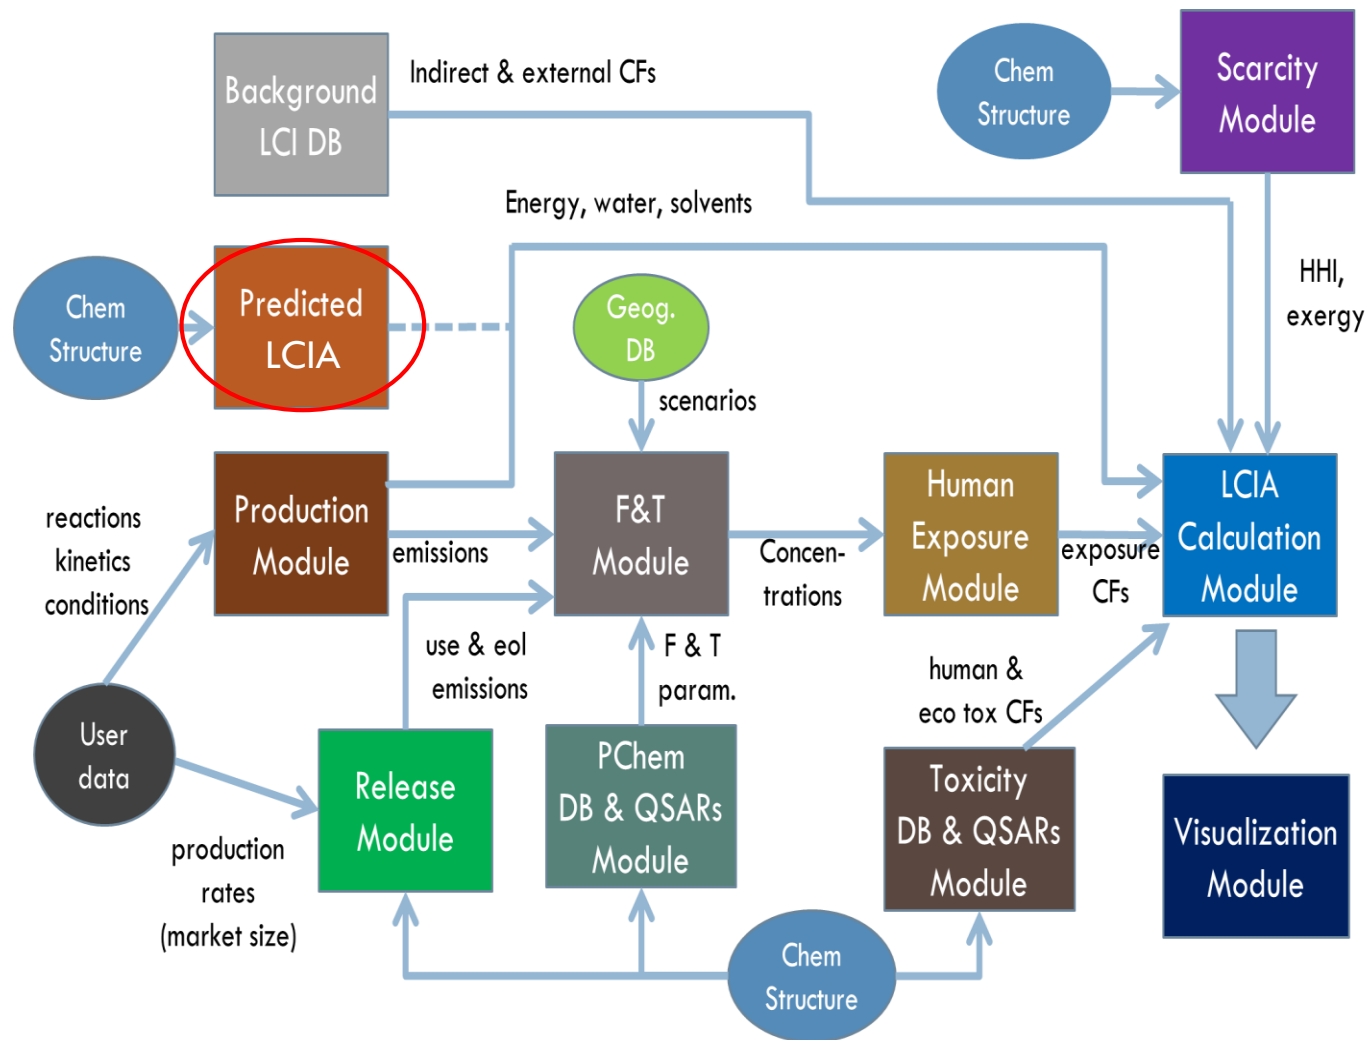 Background
LCI DB
Indirect & external CFs
Chem
Structure
Scarcity
Module
Energy, water, solvents
HHI,
exergy
Chem
Structure
Predicted
LCIA
Geog.
DB
scenarios
reactions
kinetics
conditions
Production
Module
emissions
F&T
Module
Concen-
trations
Human
Exposure
Module
exposure
CFs
LCIA
Calculation
Module
use & eol
emissions
F & T
param.
human &
eco tox CFs
User
data
production
rates
(market size)
Release
Module
PChem
DB & QSARs
Module
Toxicity
DB & QSARs
Module
Visualization
Module
Chem
Structure